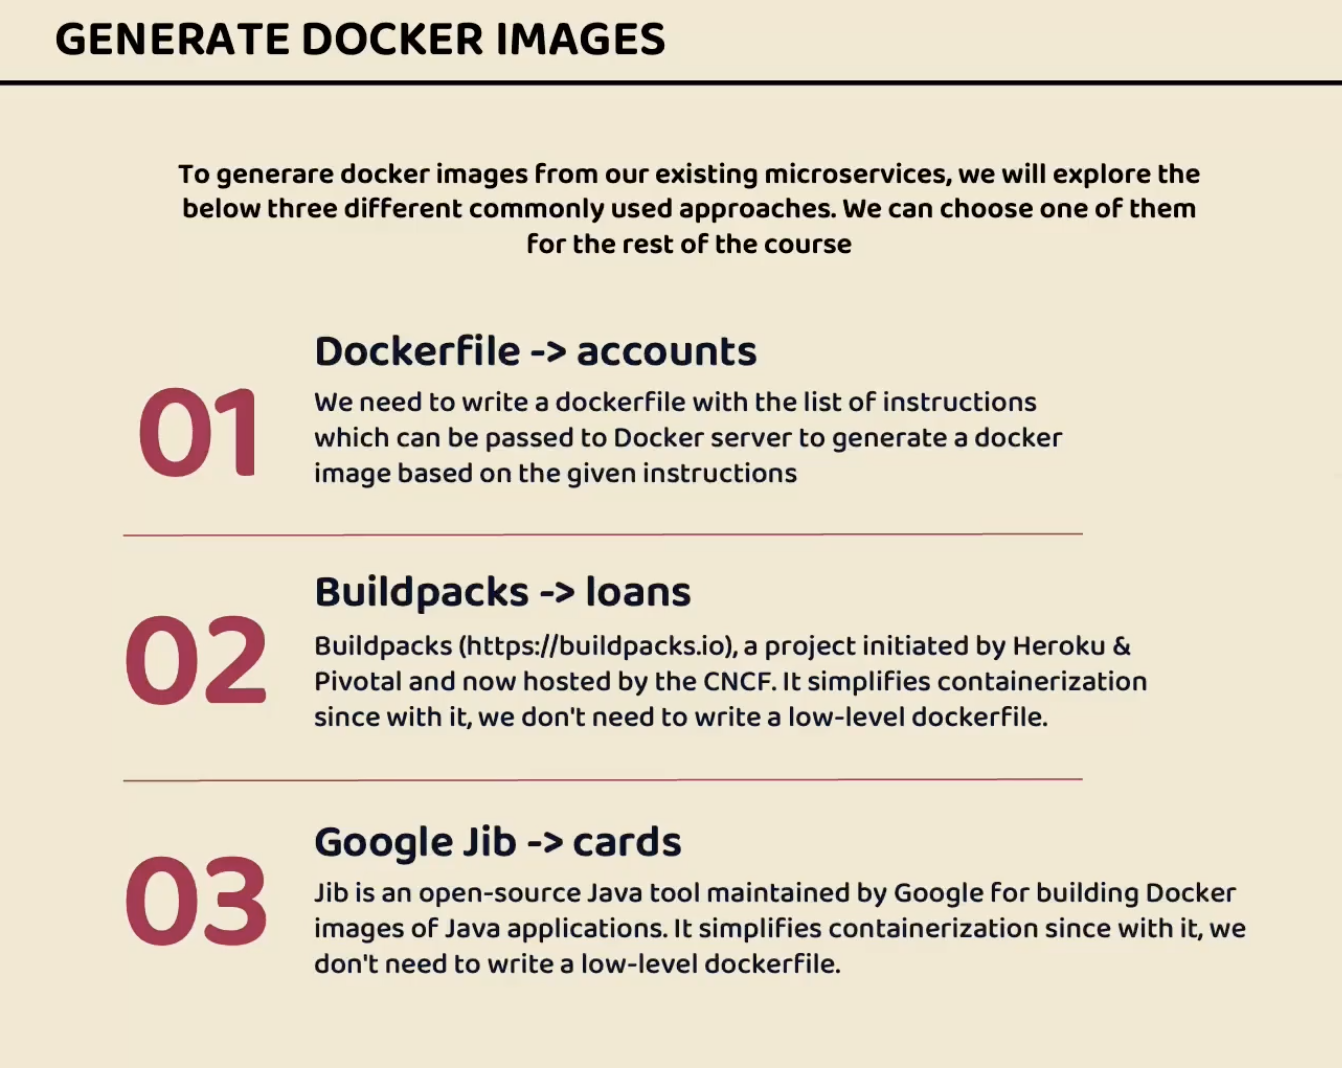 GENERATE DOCKER IMAGES
To generare docker images from our existing microservices, we will explore the
below three different commonly used approaches. We can choose one of them
for the rest of the course
01
Dockerfile -> accounts
We need to write a dockerfile with the list of instructions
which can be passed to Docker server to generate a docker
image based on the given instructions
02
Buildpacks -> loans
Buildpacks (https://buildpacks.io), a project initiated by Heroku &
Pivotal and now hosted by the CNCF. It simplifies containerization
since with it, we don't need to write a low-level dockerfile.
03
Google Jib -> cards
Jib is an open-source Java tool maintained by Google for building Docker
images of Java applications. It simplifies containerization since with it, we
don't need to write a low-level dockerfile.